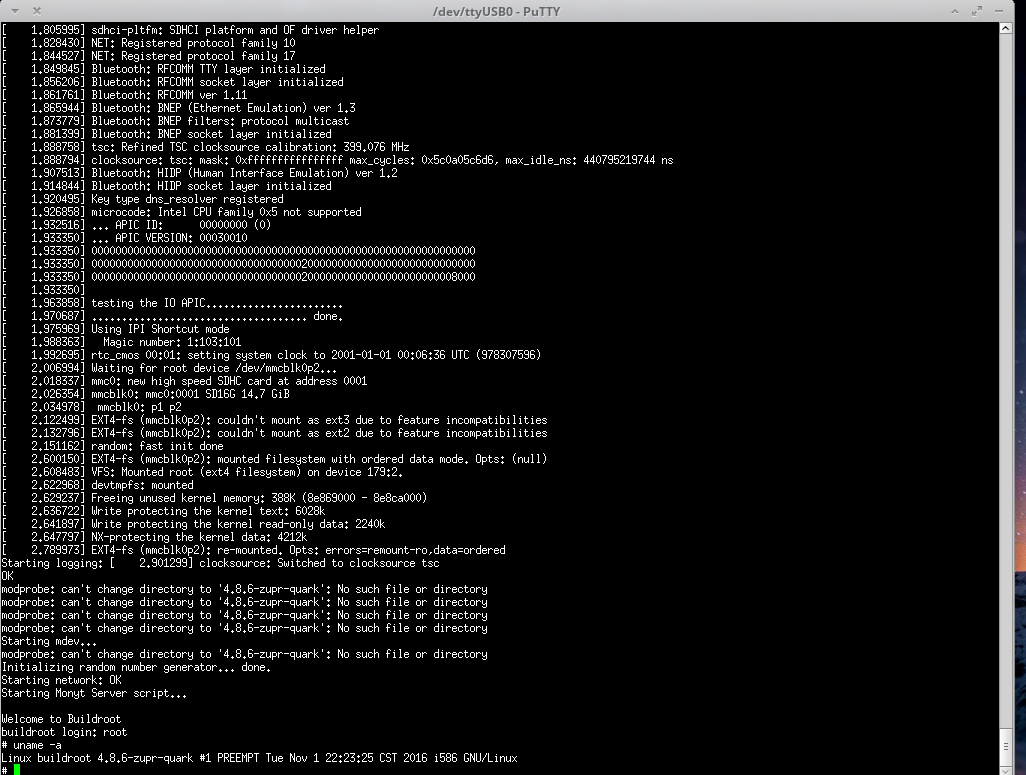 /dev/ttyUSB0 - PuTTY
[    1.805995] sdhci-pltfm: SDHCI platform and OF driver helper
[    1.828430] NET: Registered protocol family 10
[    1.844527] NET: Registered protocol family 17
[    1.849845] Bluetooth: RFCOMM TTY layer initialized
[    1.856206] Bluetooth: RFCOMM socket layer initialized
[    1.861761] Bluetooth: RFCOMM ver 1.11
[    1.865944] Bluetooth: BNEP (Ethernet Emulation) ver 1.3
[    1.873779] Bluetooth: BNEP filters: protocol multicast
[    1.881399] Bluetooth: BNEP socket layer initialized
[    1.888758] tsc: Refined TSC clocksource calibration: 399.076 MHz
[    1.888794] clocksource: tsc: mask: 0xffffffffffffffff max_cycles: 0x5c0a05c6d6, max_idle_ns: 440795219744 ns
[    1.907513] Bluetooth: HIDP (Human Interface Emulation) ver 1.2
[    1.914844] Bluetooth: HIDP socket layer initialized
[    1.920495] Key type dns_resolver registered
[    1.926858] microcode: Intel CPU family 0x5 not supported
[    1.932516] ... APIC ID:      00000000 (0)
[    1.933350] ... APIC VERSION: 00030010
[    1.933350] 0000000000000000000000000000000000000000000000000000000000000000
[    1.933350] 0000000000000000000000000000000000020000000000000000000000000000
[    1.933350] 0000000000000000000000000000000000020000000000000000000000008000
[    1.933350]
[    1.963858] testing the IO APIC.......................
[    1.970687] .................................... done.
[    1.975969] Using IPI Shortcut mode
[    1.988363]   Magic number: 1:103:101
[    1.992695] rtc_cmos 00:01: setting system clock to 2001-01-01 00:06:36 UTC (978307596)
[    2.006994] Waiting for root device /dev/mmcblk0p2...
[    2.018337] mmc0: new high speed SDHC card at address 0001
[    2.026354] mmcblk0: mmc0:0001 SD16G 14.7 GiB
[    2.034978]  mmcblk0: p1 p2
[    2.122499] EXT4-fs (mmcblk0p2): couldn't mount as ext3 due to feature incompatibilities
[    2.132796] EXT4-fs (mmcblk0p2): couldn't mount as ext2 due to feature incompatibilities
[    2.151162] random: fast init done
[    2.600150] EXT4-fs (mmcblk0p2): mounted filesystem with ordered data mode. Opts: (null)
[    2.608483] VFS: Mounted root (ext4 filesystem) on device 179:2.
[    2.622968] devtmpfs: mounted
[    2.629237] Freeing unused kernel memory: 388K (8e869000 - 8e8ca000)
[    2.636722] Write protecting the kernel text: 6028k
[    2.641897] Write protecting the kernel read-only data: 2240k
[    2.647797] NX-protecting the kernel data: 4212k
[    2.789973] EXT4-fs (mmcblk0p2): re-mounted. Opts: errors=remount-ro,data=ordered
Starting logging: [    2.901299] clocksource: Switched to clocksource tsc
OK
modprobe: can't change directory to '4.8.6-zupr-quark': No such file or directory
modprobe: can't change directory to '4.8.6-zupr-quark': No such file or directory
modprobe: can't change directory to '4.8.6-zupr-quark': No such file or directory
modprobe: can't change directory to '4.8.6-zupr-quark': No such file or directory
Starting mdev...
modprobe: can't change directory to '4.8.6-zupr-quark': No such file or directory
Initializing random number generator... done.
Starting network: OK
Starting Monyt Server script...

Welcome to Buildroot
buildroot login: root
# uname -a
Linux buildroot 4.8.6-zupr-quark #1 PREEMPT Tue Nov 1 22:23:25 CST 2016 i586 GNU/Linux
#